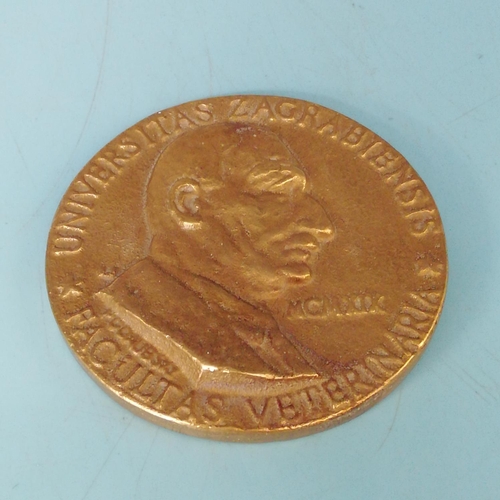 UNIVERSITAS ZAGRABIENSIS
MCMXIX
FACULTAS VETERINARIA